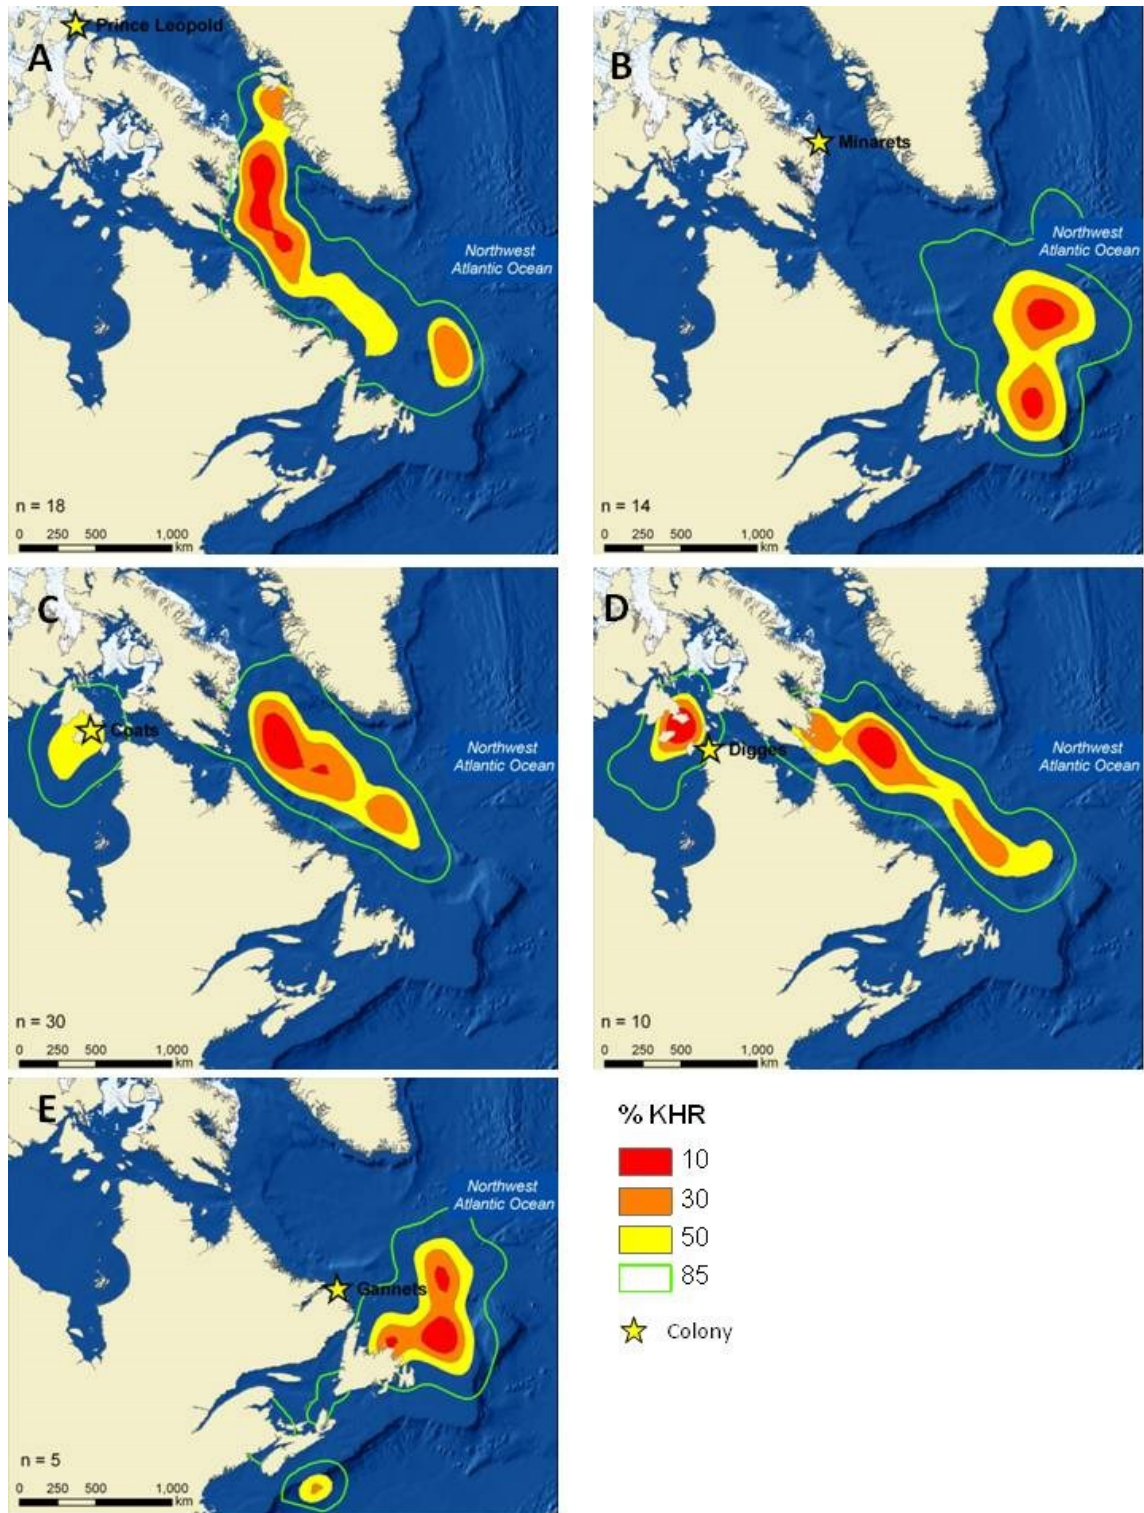 A
Prince Leopold
Northwest
Atlantic Ocean
n = 18
0 250 500 1,000
km
B
Minarets
Northwest
Atlantic Ocean
n = 14
0 250 500 1,000
km
C
Coats
Northwest
Atlantic Ocean
n = 30
0 250 500 1,000
km
D
Digges
Northwest
Atlantic Ocean
n = 10
0 250 500 1,000
km
E
Gannets
Northwest
Atlantic Ocean
n = 5
0 250 500 1,000
km
% KHR
10
30
50
85
Colony